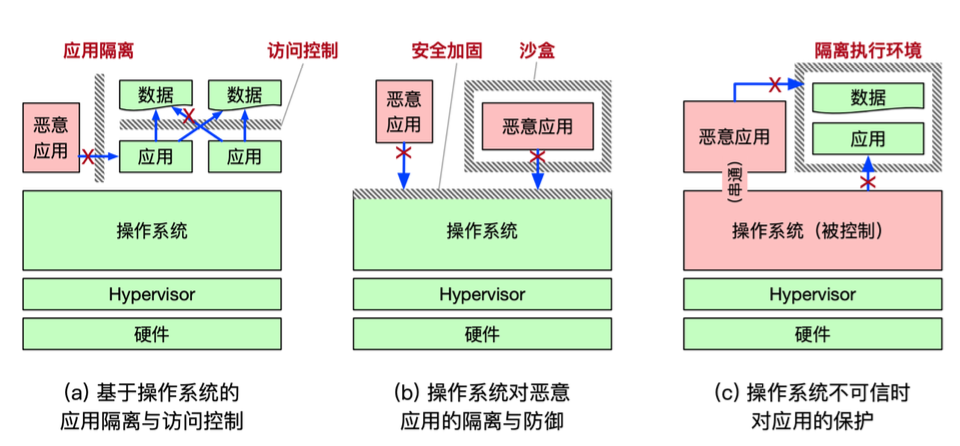 应用隔离
访问控制
数据
数据
恶意
应用
应用
应用
操作系统
Hypervisor
硬件
(a) 基于操作系统的
应用隔离与访问控制
安全加固
沙盒
恶意
应用
恶意应用
操作系统
Hypervisor
硬件
(b) 操作系统对恶意
应用的隔离与防御
隔离执行环境
数据
恶意应用
应用
(串通)
操作系统（被控制）
Hypervisor
硬件
(c) 操作系统不可信时
对应用的保护